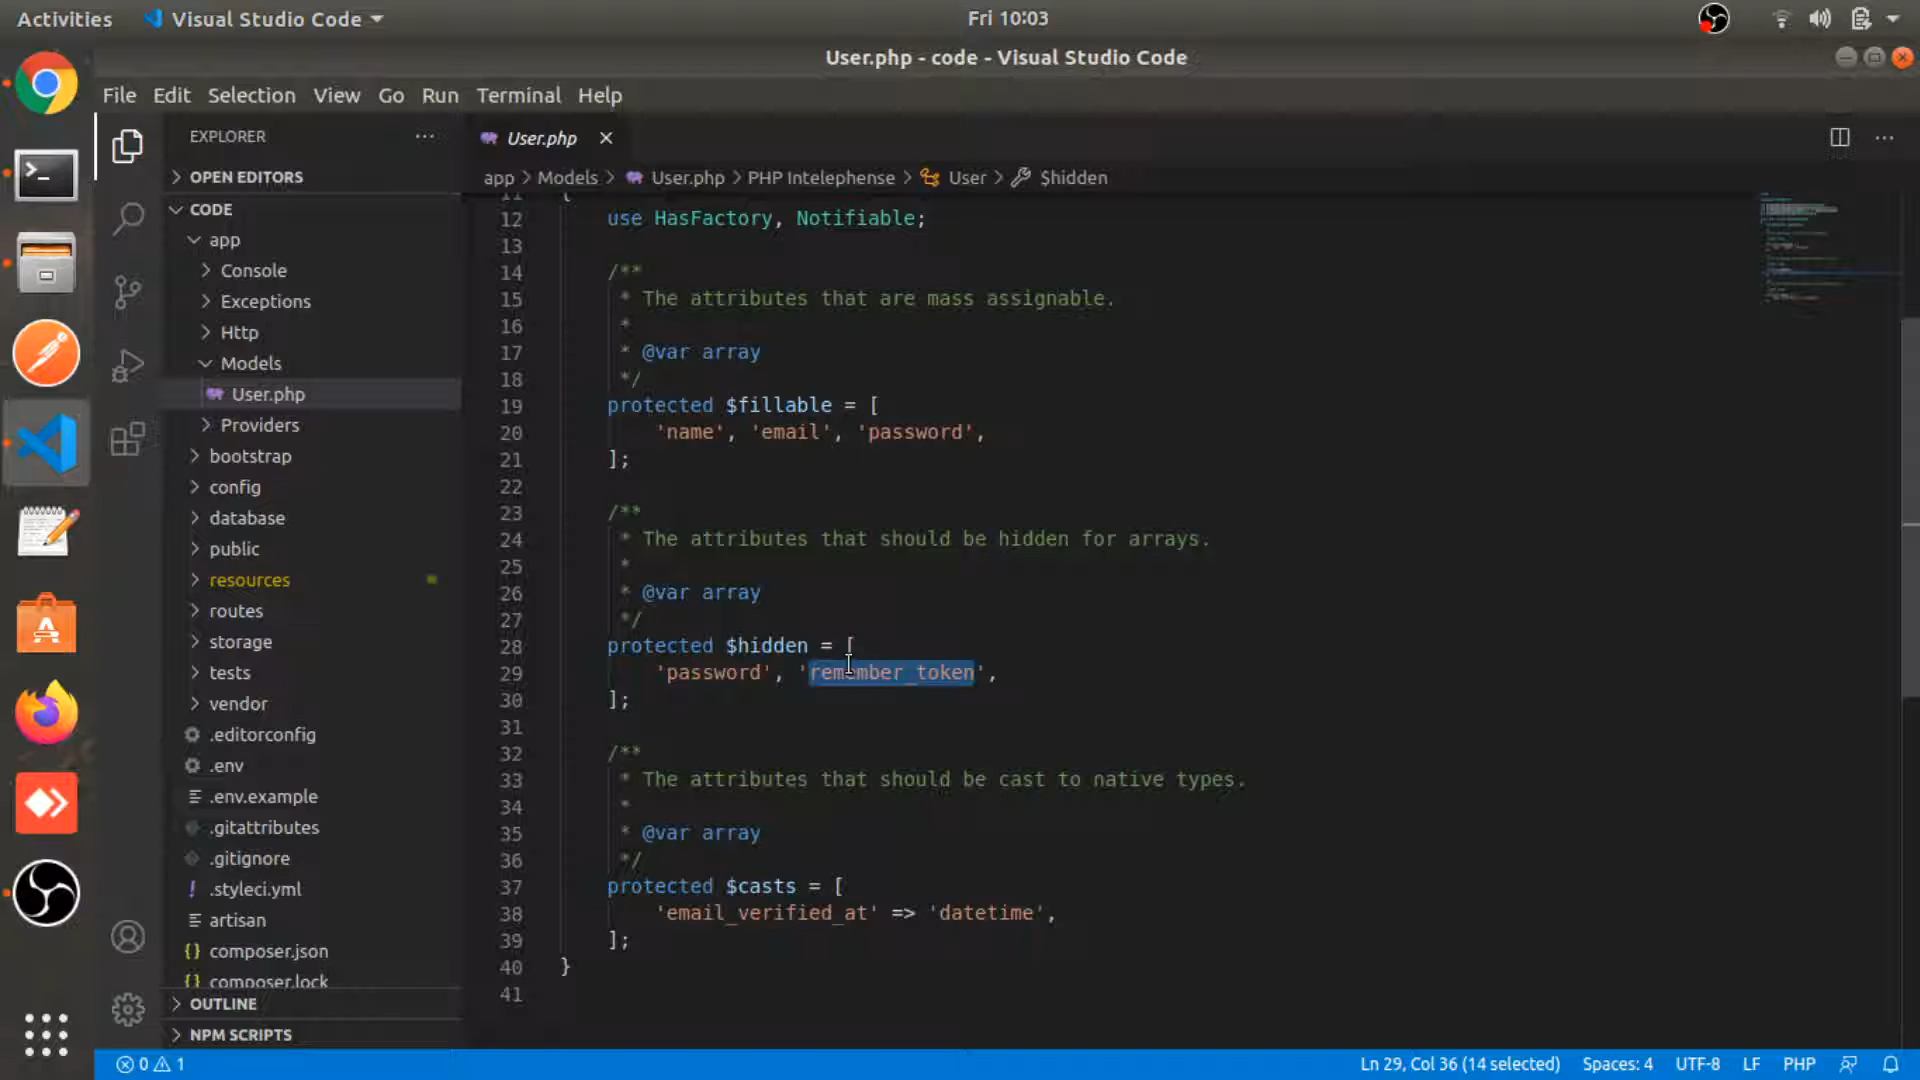 Activities
Visual Studio Code
Fri 10:03
User.php - code - Visual Studio Code
File Edit Selection View Go Run Terminal Help
EXPLORER
OPEN EDITORS
CODE
app
Console
Exceptions
Http
Models
User.php
Providers
bootstrap
config
database
public
resources
routes
storage
tests
vendor
.editorconfig
.env
.env.example
.gitattributes
.gitignore
.styleci.yml
artisan
composer.json
composer.lock
OUTLINE
NPM SCRIPTS
User.php
app > Models > User.php > PHP Intelephense > User > $hidden
11 {
12 use HasFactory, Notifiable;
13
14 /**
15 * The attributes that are mass assignable.
16 *
17 * @var array
18 */
19 protected $fillable = [
20 'name', 'email', 'password',
21 ];
22
23 /**
24 * The attributes that should be hidden for arrays.
25 *
26 * @var array
27 */
28 protected $hidden = [
29 'password', 'remember_token',
30 ];
31
32 /**
33 * The attributes that should be cast to native types.
34 *
35 * @var array
36 */
37 protected $casts = [
38 'email_verified_at' => 'datetime',
39 ];
40 }
41
0 1
Ln 29, Col 36 (14 selected) Spaces: 4 UTF-8 LF PHP